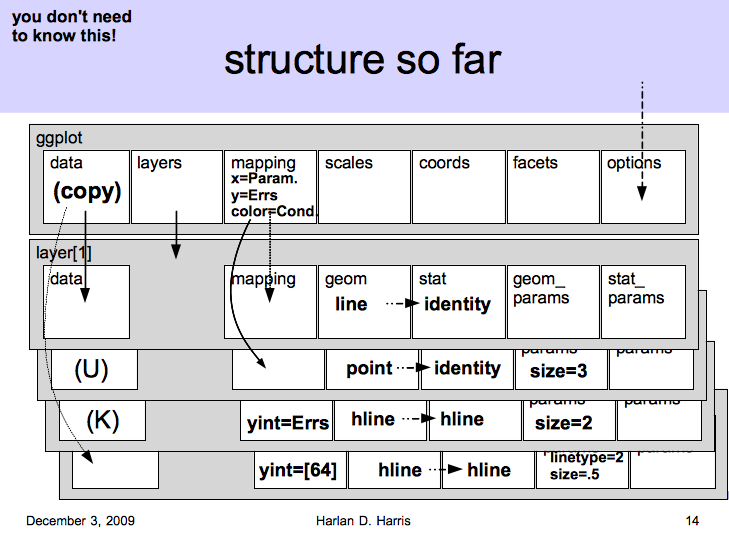 you don't need
to know this!
structure so far
ggplot
data
(copy)
layers
mapping
x=Param.
y=Errs
color=Cond.
scales
coords
facets
options
layer[1]
data
mapping
geom
line
stat
identity
geom_
params
stat_
params
(U)
point
identity
params
size=3
params
(K)
yint=Errs
hline
hline
params
size=2
params
yint=[64]
hline
hline
linetype=2
size=.5
params
December 3, 2009
Harlan D. Harris
14